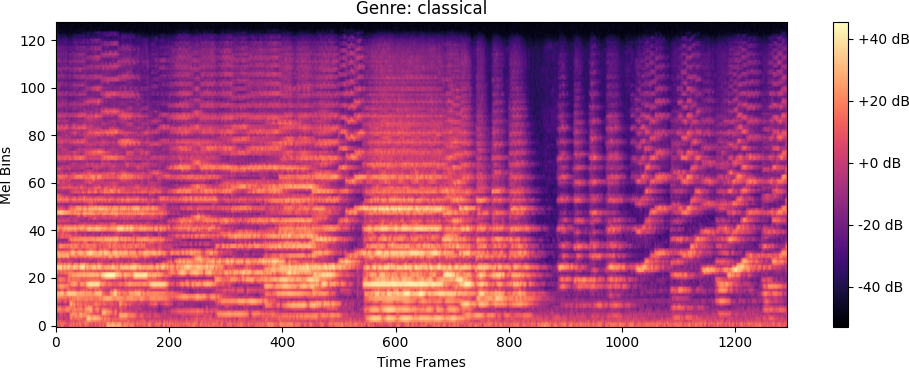 Genre: classical
120
100
80
60
40
20
0
Mel Bins
0 200 400 600 800 1000 1200
Time Frames
+40 dB
+20 dB
+0 dB
-20 dB
-40 dB